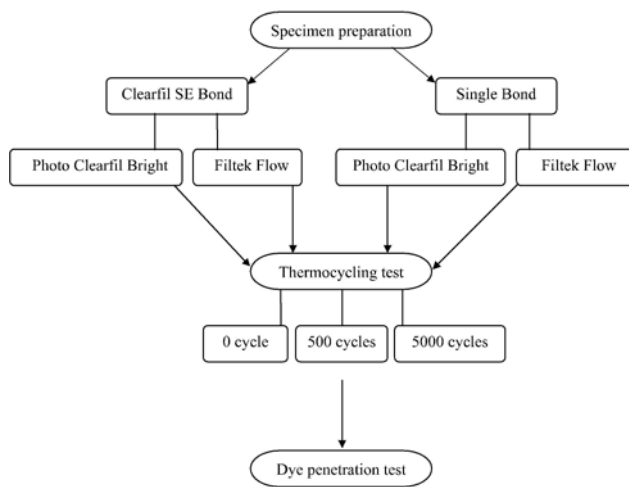 Specimen preparation
Clearfil SE Bond
Single Bond
Photo Clearfil Bright
Filtek Flow
Photo Clearfil Bright
Filtek Flow
Thermocycling test
0 cycle
500 cycles
5000 cycles
Dye penetration test